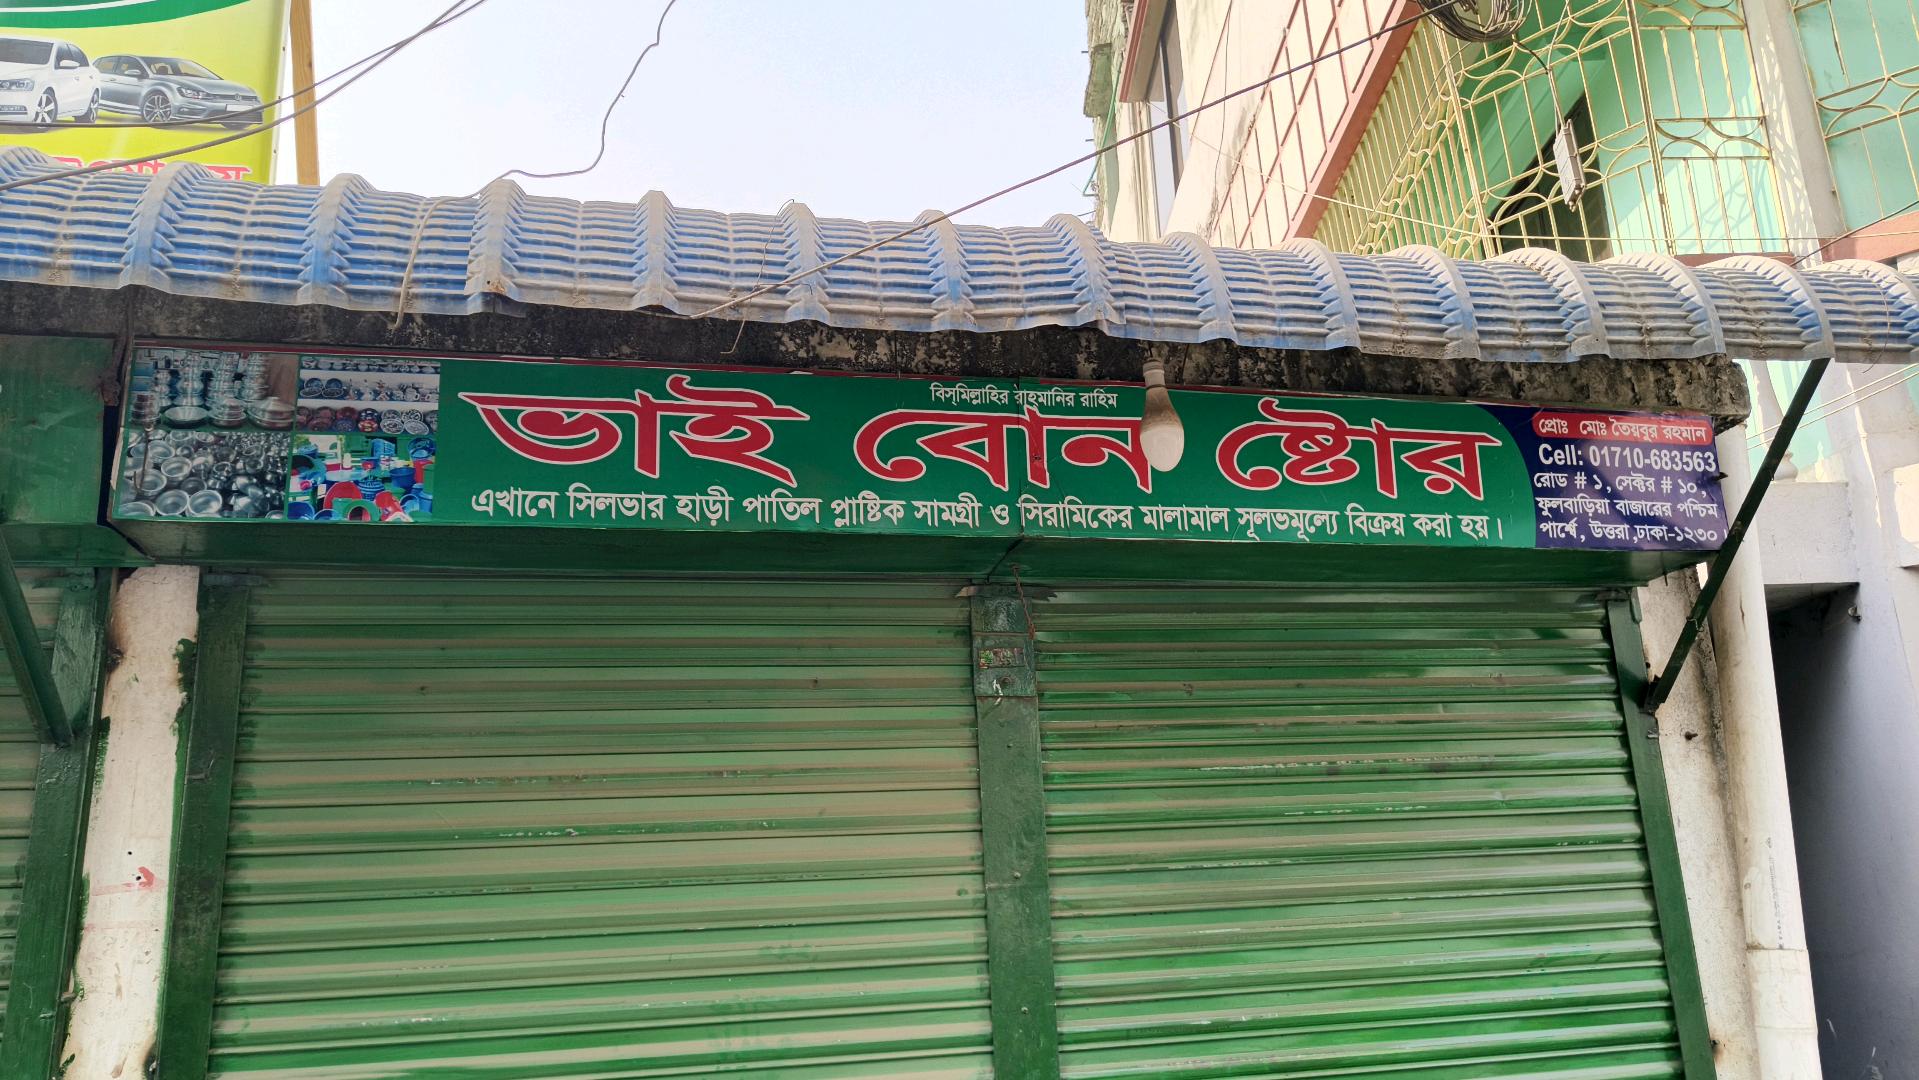 বিসমিল্লাহির রাহমানির রাহিম
ভাই বোন ষ্টোর
এখানে সিলভার হাড়ী পাতিল প্লাষ্টিক সামগ্রী ও সিরামিকের মালামাল সূলভমূল্যে বিক্রয় করা হয়।
প্রোঃ মোঃ তৈয়বুর রহমান
Cell: 01710-683563
রোড # ১, সেক্টর # ১০,
ফুলবাড়িয়া বাজারের পশ্চিম
পার্শ্বে, উত্তরা, ঢাকা-১২৩০।